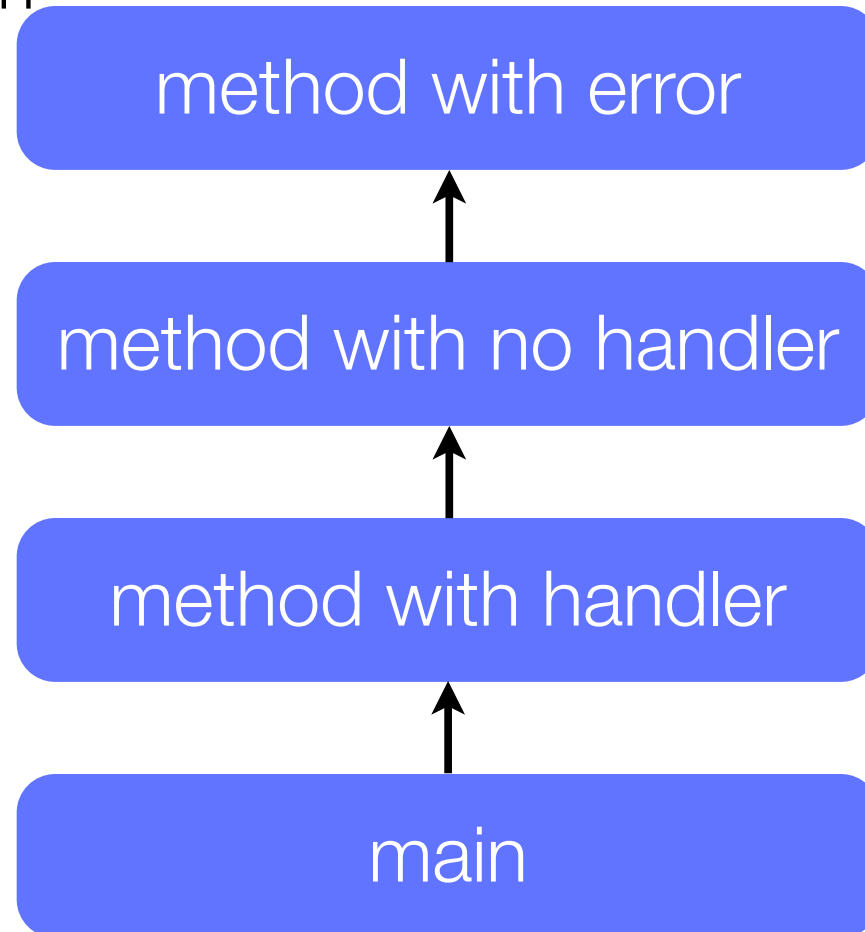 method with error
method with no handler
method with handler
main